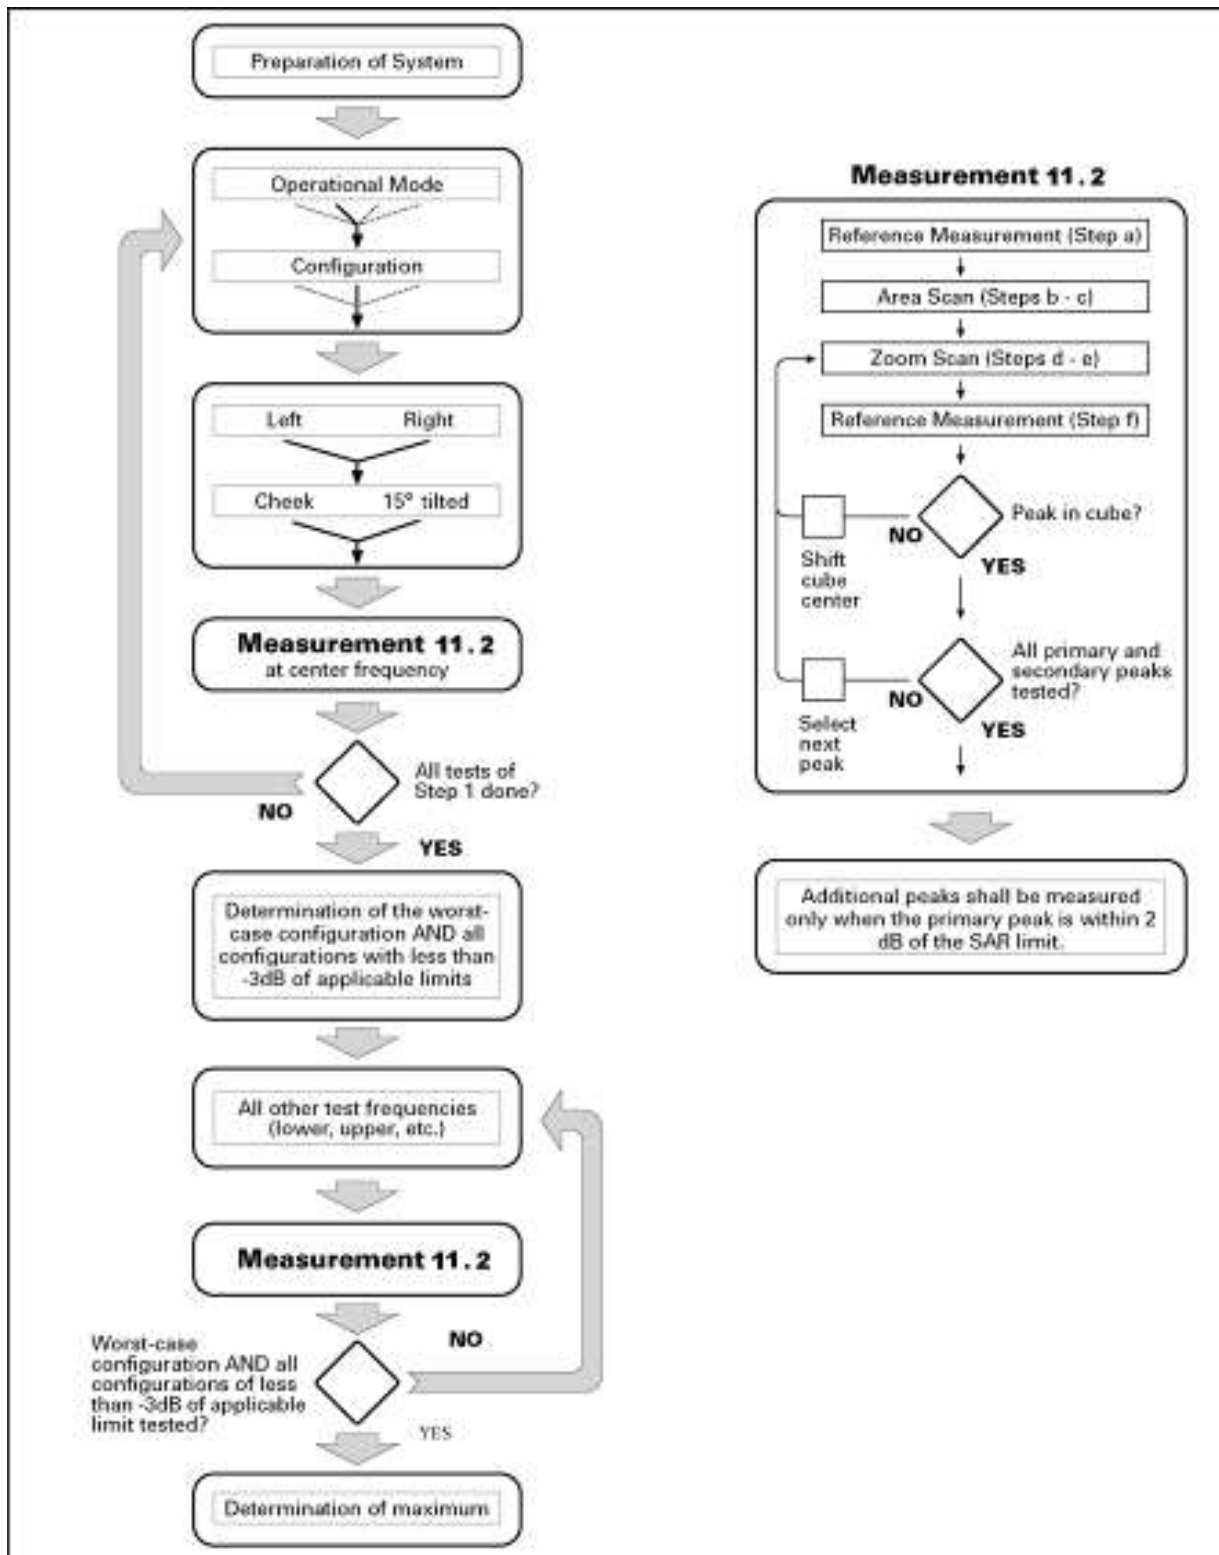 Preparation of System
Operational Mode
Configuration
Left Right
Cheek 15° tilted
Measurement 11.2
at center frequency
All tests of
Step 1 done?
NO
YES
Determination of the worst-
case configuration AND all
configurations with less than
-3dB of applicable limits
All other test frequencies
(lower, upper, etc.)
Measurement 11.2
NO
Worst-case
configuration AND all
configurations of less
than -3dB of applicable
limit tested?
YES
Determination of maximum
Measurement 11.2
Reference Measurement (Step a)
Area Scan (Steps b - c)
Zoom Scan (Steps d - e)
Reference Measurement (Step f)
Peak in cube?
NO
YES
Shift
cube
center
All primary and
secondary peaks
tested?
NO
YES
Select
next
peak
Additional peaks shall be measured
only when the primary peak is within 2
dB of the SAR limit.